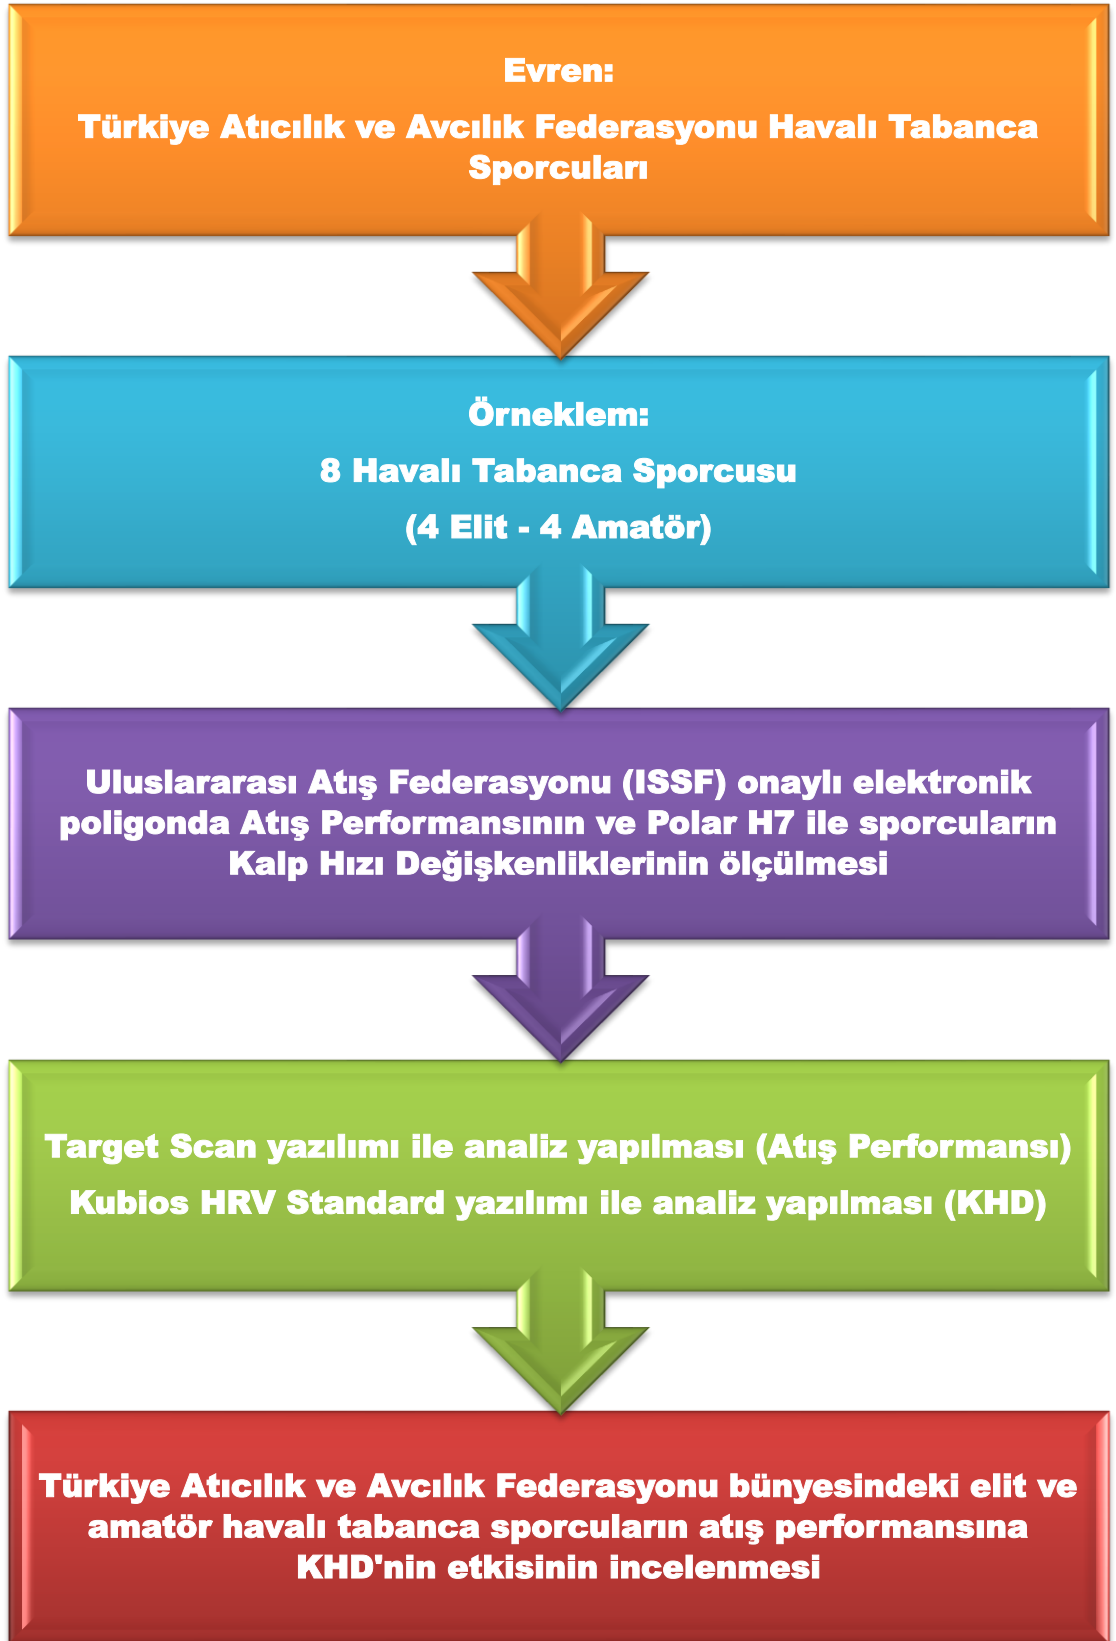 Evren:
Türkiye Atıcılık ve Avcılık Federasyonu Havalı Tabanca
Sporcuları
Örneklem:
8 Havalı Tabanca Sporcusu
(4 Elit - 4 Amatör)
Uluslararası Atış Federasyonu (ISSF) onaylı elektronik
poligonda Atış Performansının ve Polar H7 ile sporcuların
Kalp Hızı Değişkenliklerinin ölçülmesi
Target Scan yazılımı ile analiz yapılması (Atış Performansı)
Kubios HRV Standard yazılımı ile analiz yapılması (KHD)
Türkiye Atıcılık ve Avcılık Federasyonu bünyesindeki elit ve
amatör havalı tabanca sporcuların atış performansına
KHD'nin etkisinin incelenmesi